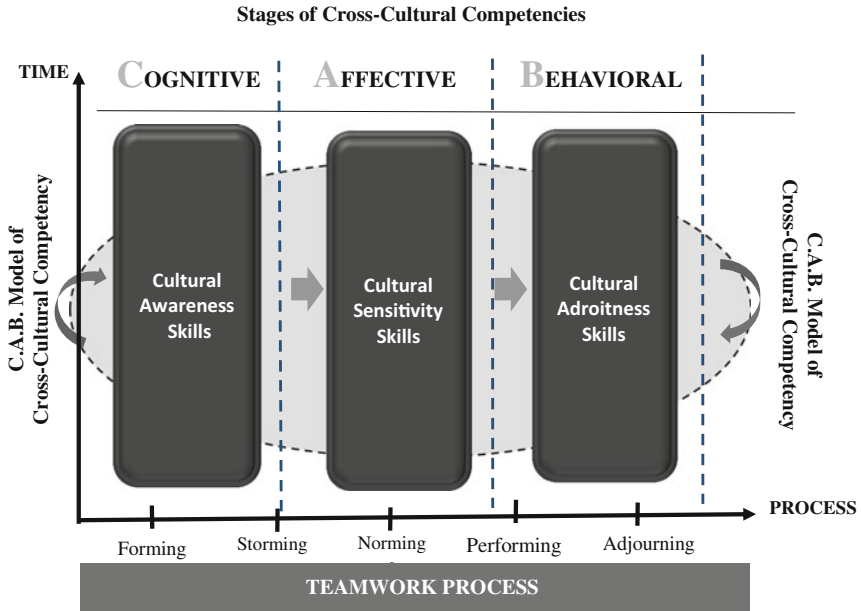 Stages of Cross-Cultural Competencies
TIME
COGNITIVE
AFFECTIVE
BEHAVIORAL
C.A.B. Model of
Cross-Cultural Competency
Cultural
Awareness
Skills
Cultural
Sensitivity
Skills
Cultural
Adroitness
Skills
C.A.B. Model of
Cross-Cultural Competency
PROCESS
Forming
Storming
Norming
Performing
Adjourning
TEAMWORK PROCESS